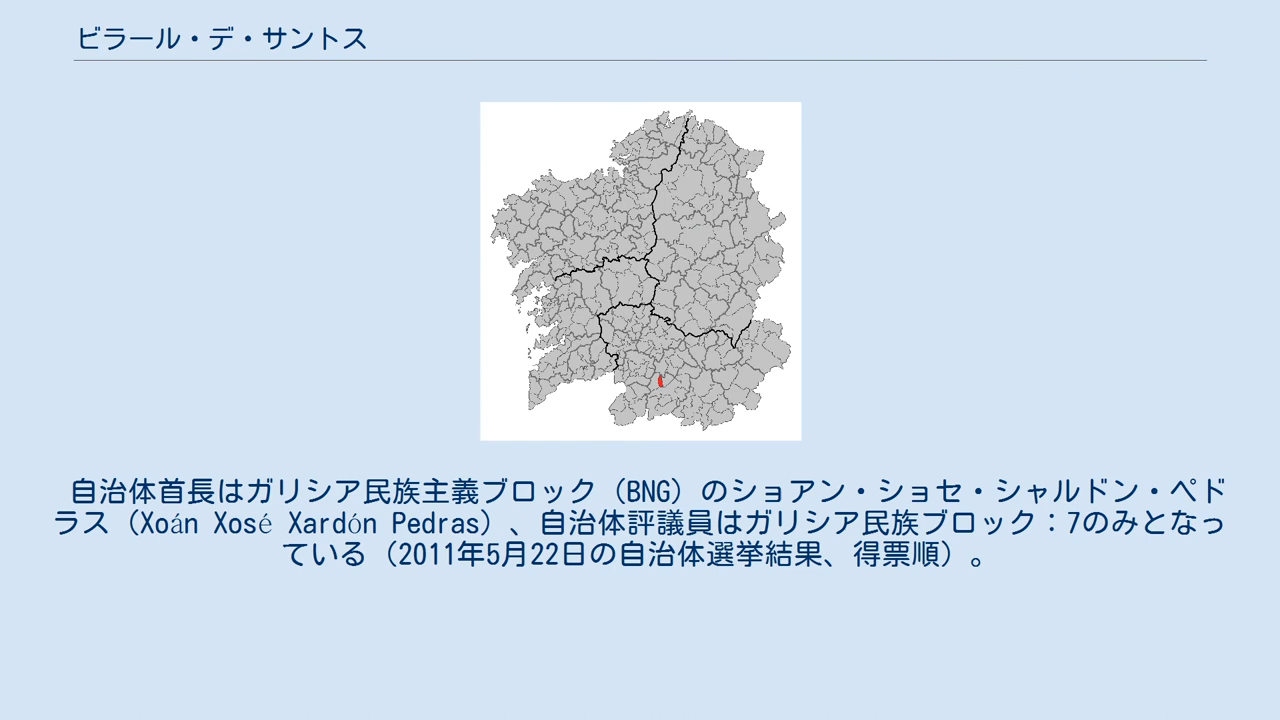 ビラール・デ・サントス
自治体首長はガリシア民族主義ブロック（BNG）のショアン・ショセ・シャルドン・ペド
ラス（Xoán Xosé Xardón Pedras）、自治体評議員はガリシア民族ブロック：7のみとなっ
ている（2011年5月22日の自治体選挙結果、得票順）。